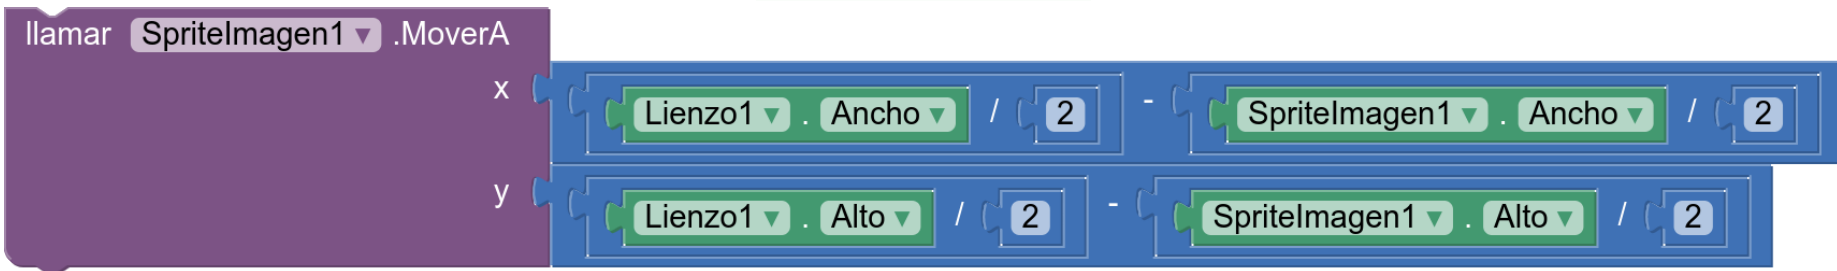 llamar SpriteImagen1 ▾ .MoverA
x Lienzo1 ▾ . Ancho ▾ / 2 - SpriteImagen1 ▾ . Ancho ▾ / 2
y Lienzo1 ▾ . Alto ▾ / 2 - SpriteImagen1 ▾ . Alto ▾ / 2